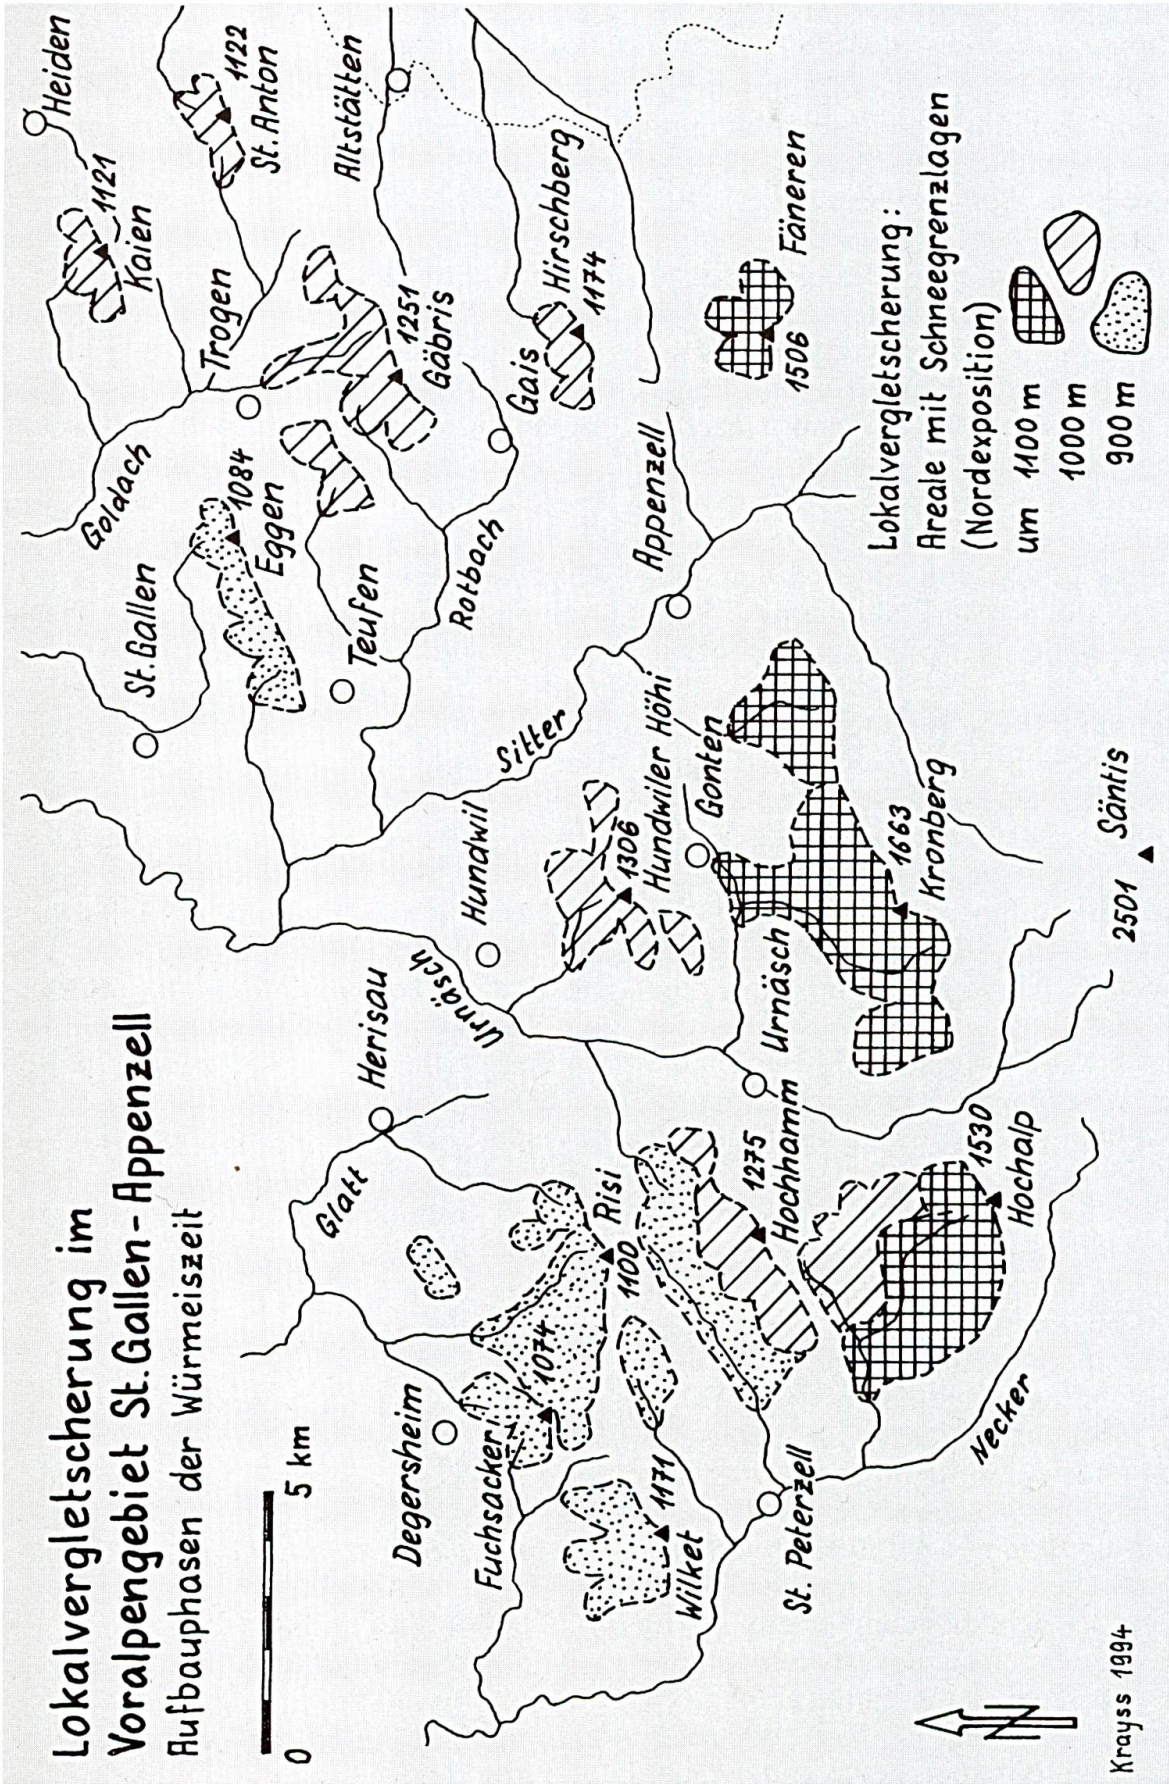 Lokalvergletscherung im
Voralpengebiet St.Gallen-Appenzell
Aufbauphasen der Würmeiszeit
0 5 km
Heiden
1121
Kaien
1122
St. Anton
Altstätten
Trogen
Goldach
1251
Gäbris
Hirschberg
1174
Gais
Fäneren
1506
St.Gallen
1084
Eggen
Teufen
Rotbach
Appenzell
Sitter
Hundwil
1306
Hundwiler Höhi
Gonten
1663
Kronberg
Säntis
2501
Urnäsch
Urnäsch
Herisau
Glatt
Risi
1100
1275
Hochhamm
1530
Hochalp
Degersheim
Fuchsacker
1074
1171
Wilket
St. Peterzell
Necker
Lokalvergletscherung:
Areale mit Schneegrenzlagen
(Nordexposition)
um 1100 m
1000 m
900 m
N
Krayss 1994